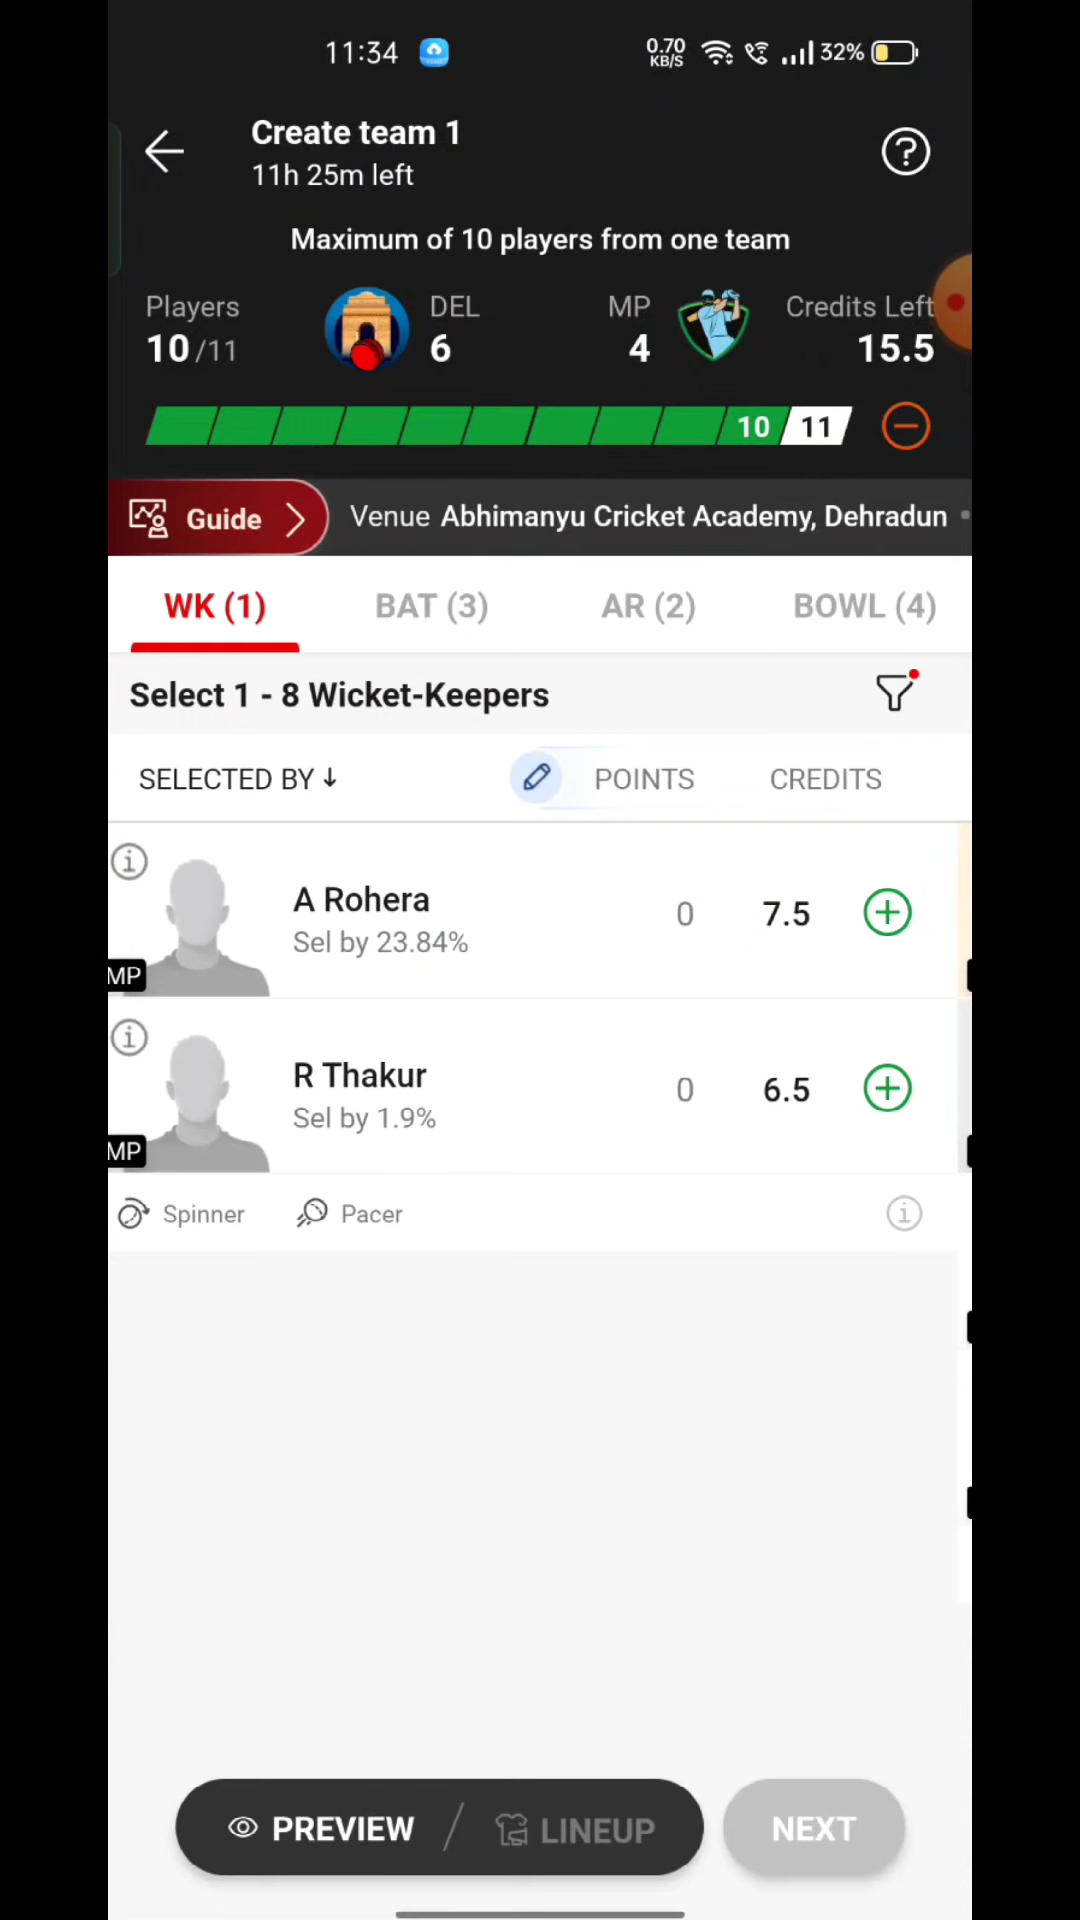 11:34
0.70 KB/S
32%
Create team 1
11h 25m left
Maximum of 10 players from one team
Players
10/11
DEL
6
MP
4
Credits Left
15.5
10
11
Guide
Venue Abhimanyu Cricket Academy, Dehradun
WK (1)
BAT (3)
AR (2)
BOWL (4)
Select 1 - 8 Wicket-Keepers
SELECTED BY ↓
POINTS
CREDITS
A Rohera
Sel by 23.84%
0
7.5
MP
R Thakur
Sel by 1.9%
0
6.5
MP
Spinner
Pacer
PREVIEW / LINEUP
NEXT